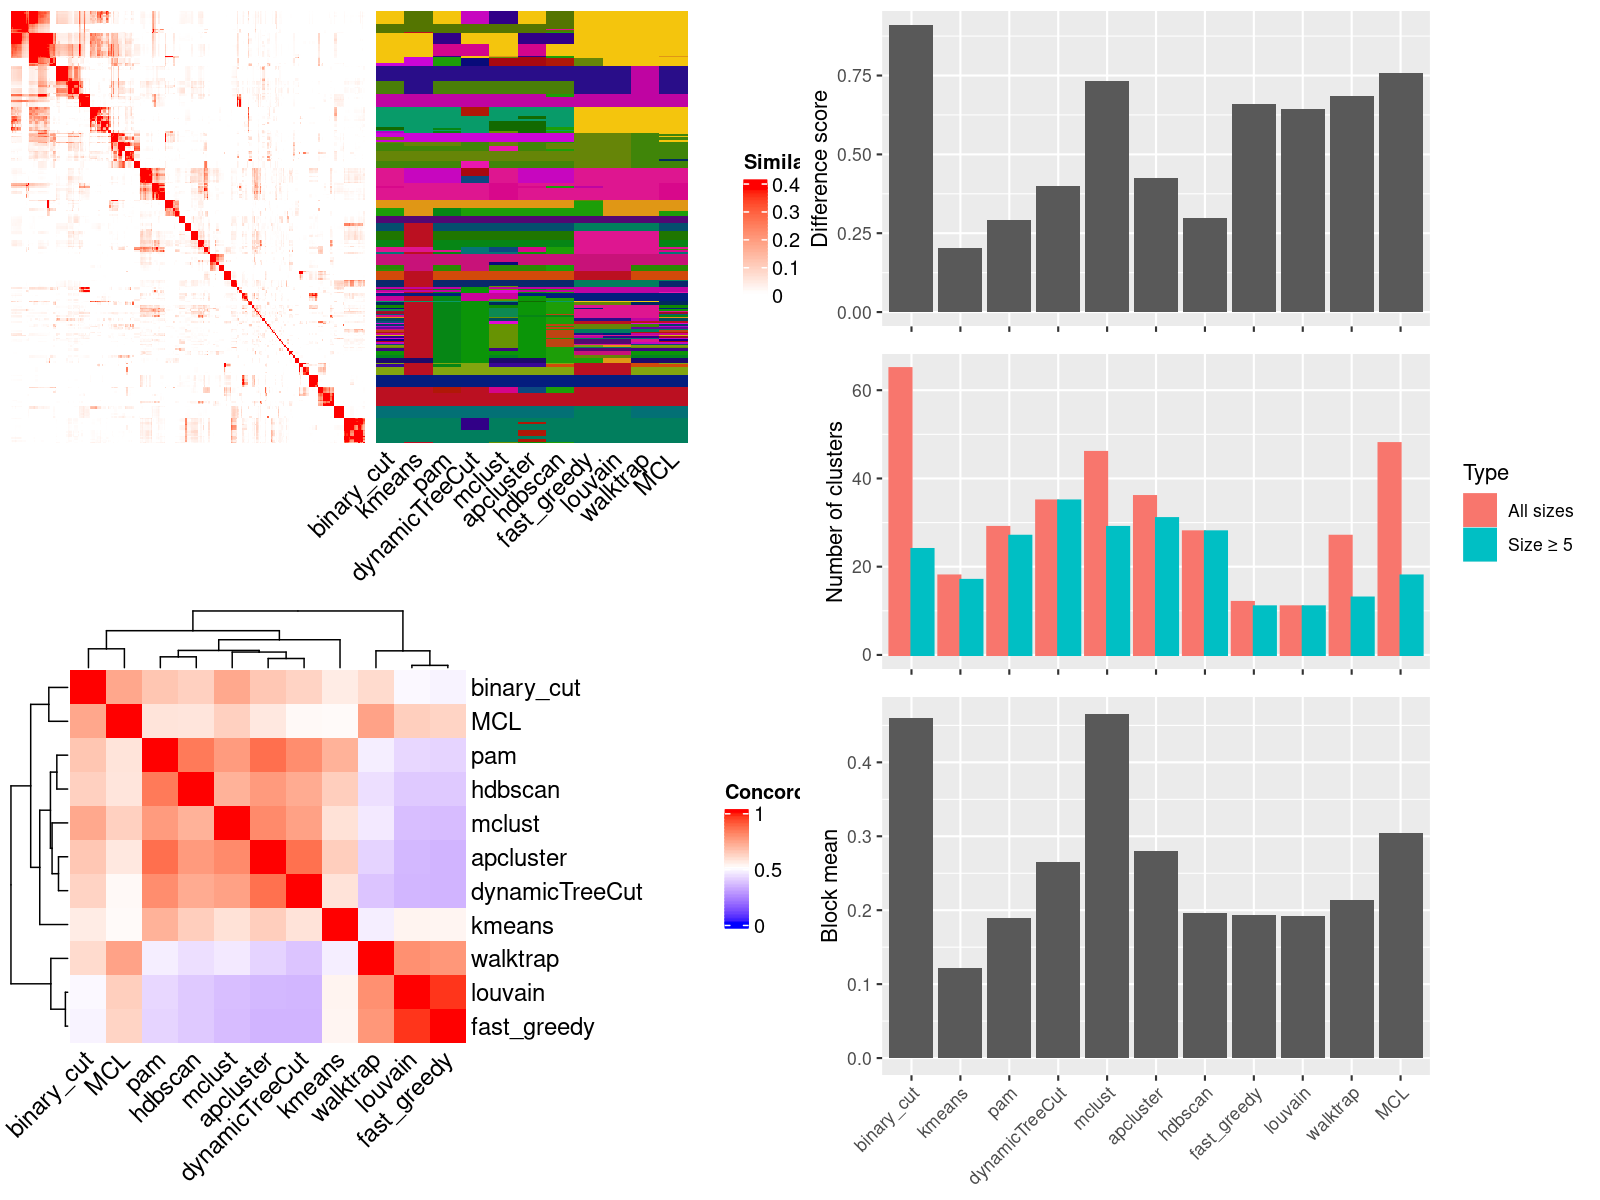 Simila
0.4
0.3
0.2
0.1
0
binary_cut
kmeans
pam
dynamicTreeCut
mclust
apcluster
hdbscan
fast_greedy
louvain
walktrap
MCL
binary_cut
MCL
pam
hdbscan
mclust
apcluster
dynamicTreeCut
kmeans
walktrap
louvain
fast_greedy
Concord
1
0.5
0
binary_cut
MCL
pam
hdbscan
mclust
apcluster
dynamicTreeCut
kmeans
walktrap
louvain
fast_greedy
Difference score
0.75
0.50
0.25
0.00
Number of clusters
60
40
20
0
Type
All sizes
Size ≥ 5
Block mean
0.4
0.3
0.2
0.1
0.0
binary_cut
kmeans
pam
dynamicTreeCut
mclust
apcluster
hdbscan
fast_greedy
louvain
walktrap
MCL